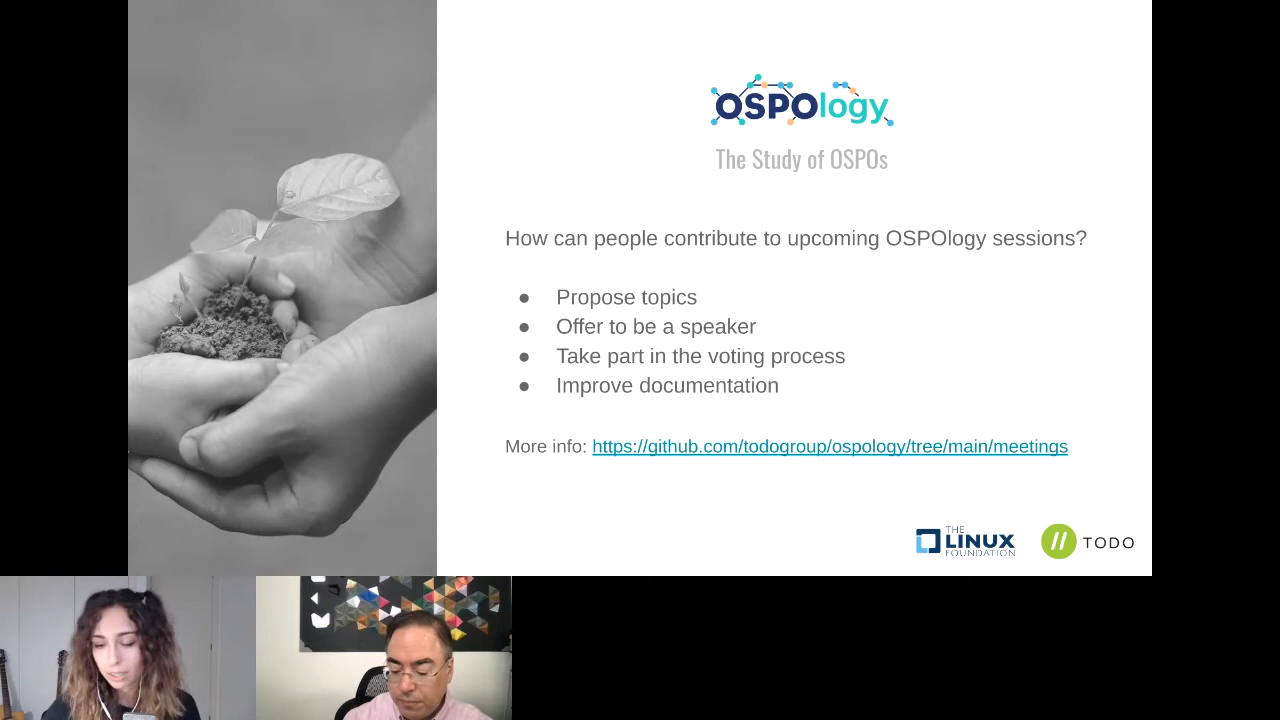 OSPOlogy
The Study of OSPOs
How can people contribute to upcoming OSPOlogy sessions?
● Propose topics
● Offer to be a speaker
● Take part in the voting process
● Improve documentation
More info: https://github.com/todogroup/ospology/tree/main/meetings
THE
LINUX
FOUNDATION
TODO